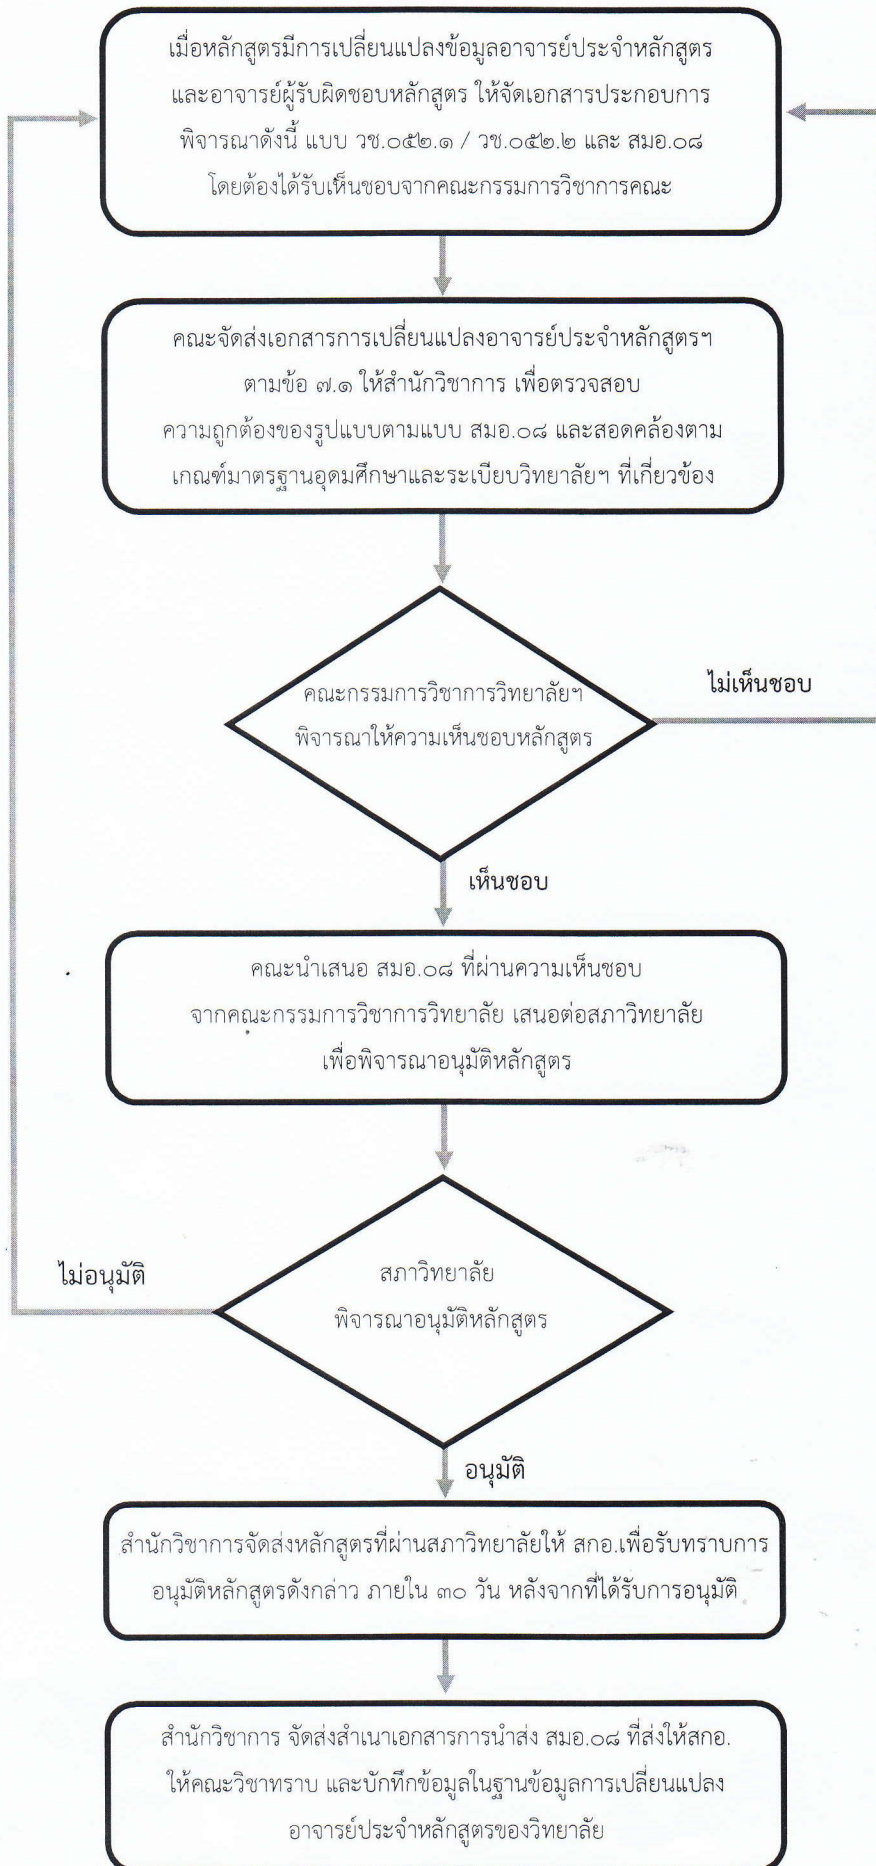 เมื่อหลักสูตรมีการเปลี่ยนแปลงข้อมูลอาจารย์ประจำหลักสูตร
และอาจารย์ผู้รับผิดชอบหลักสูตร ให้จัดเอกสารประกอบการ
พิจารณาดังนี้ แบบ วช.๐๕๒.๑ / วช.๐๕๒.๒ และ สมอ.๐๘
โดยต้องได้รับเห็นชอบจากคณะกรรมการวิชาการคณะ
คณะจัดส่งเอกสารการเปลี่ยนแปลงอาจารย์ประจำหลักสูตรฯ
ตามข้อ ๗.๑ ให้สำนักวิชาการ เพื่อตรวจสอบ
ความถูกต้องของรูปแบบตามแบบ สมอ.๐๘ และสอดคล้องตาม
เกณฑ์มาตรฐานอุดมศึกษาและระเบียบวิทยาลัยฯ ที่เกี่ยวข้อง
คณะกรรมการวิชาการวิทยาลัยฯ
พิจารณาให้ความเห็นชอบหลักสูตร
ไม่เห็นชอบ
เห็นชอบ
คณะนำเสนอ สมอ.๐๘ ที่ผ่านความเห็นชอบ
จากคณะกรรมการวิชาการวิทยาลัย เสนอต่อสภาวิทยาลัย
เพื่อพิจารณาอนุมัติหลักสูตร
ไม่อนุมัติ
สภาวิทยาลัย
พิจารณาอนุมัติหลักสูตร
อนุมัติ
สำนักวิชาการจัดส่งหลักสูตรที่ผ่านสภาวิทยาลัยให้ สกอ.เพื่อรับทราบการ
อนุมัติหลักสูตรดังกล่าว ภายใน ๓๐ วัน หลังจากที่ได้รับการอนุมัติ
สำนักวิชาการ จัดส่งสำเนาเอกสารการนำส่ง สมอ.๐๘ ที่ส่งให้สกอ.
ให้คณะวิชาทราบ และบักทึกข้อมูลในฐานข้อมูลการเปลี่ยนแปลง
อาจารย์ประจำหลักสูตรของวิทยาลัย